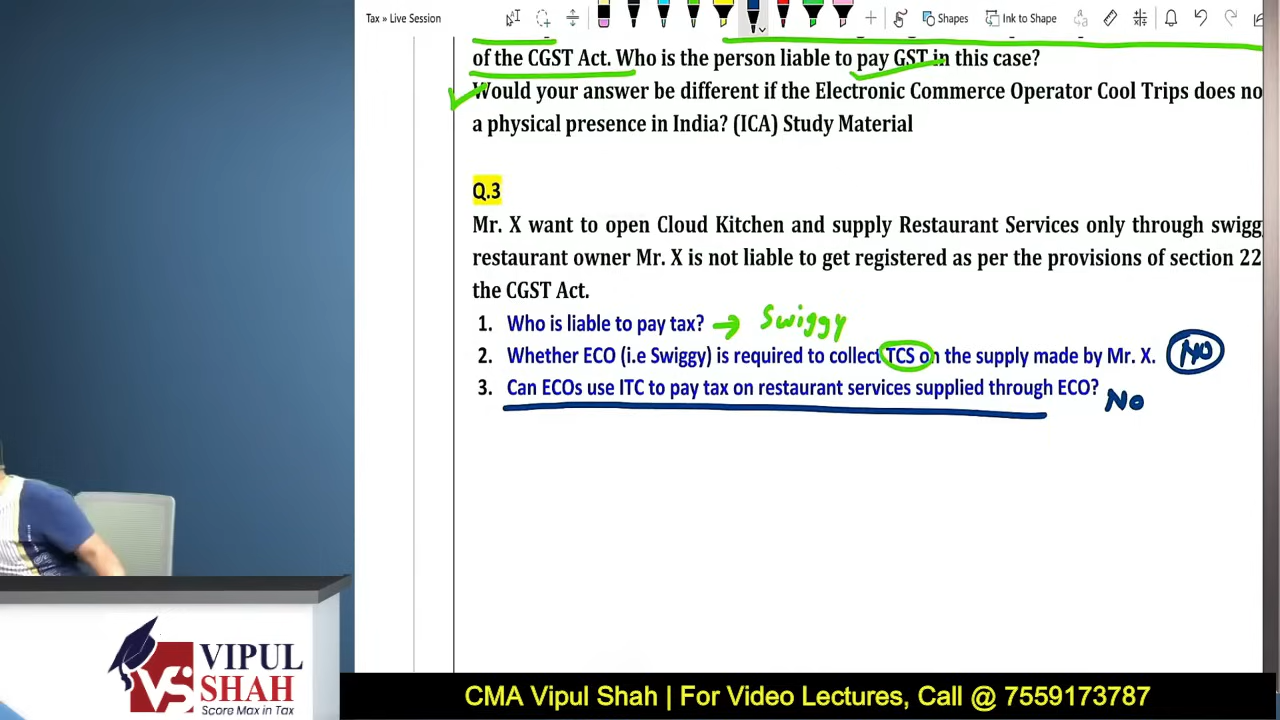 Tax » Live Session
Shapes
Ink to Shape
of the CGST Act. Who is the person liable to pay GST in this case?
Would your answer be different if the Electronic Commerce Operator Cool Trips does no
a physical presence in India? (ICA) Study Material
Q.3
Mr. X want to open Cloud Kitchen and supply Restaurant Services only through swigg
restaurant owner Mr. X is not liable to get registered as per the provisions of section 22
the CGST Act.
1. Who is liable to pay tax? → Swiggy
2. Whether ECO (i.e Swiggy) is required to collect TCS on the supply made by Mr. X. NO
3. Can ECOs use ITC to pay tax on restaurant services supplied through ECO? No
VS
VIPUL
SHAH
Score Max in Tax
CMA Vipul Shah | For Video Lectures, Call @ 7559173787